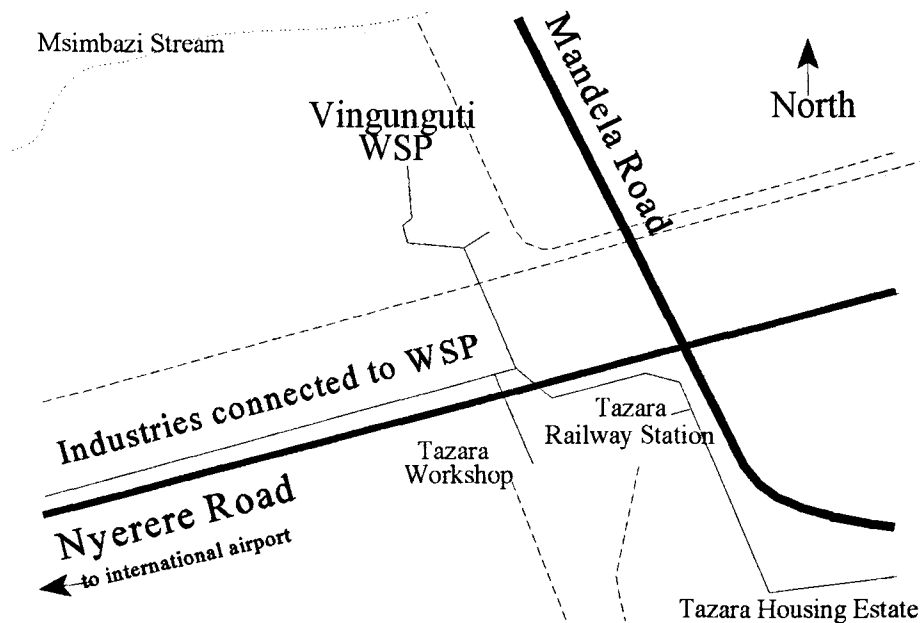 Msimbazi Stream
Mandela Road
North
Vingunguti
WSP
Industries connected to WSP
Tazara
Railway Station
Tazara
Workshop
Nyerere Road
to international airport
Tazara Housing Estate